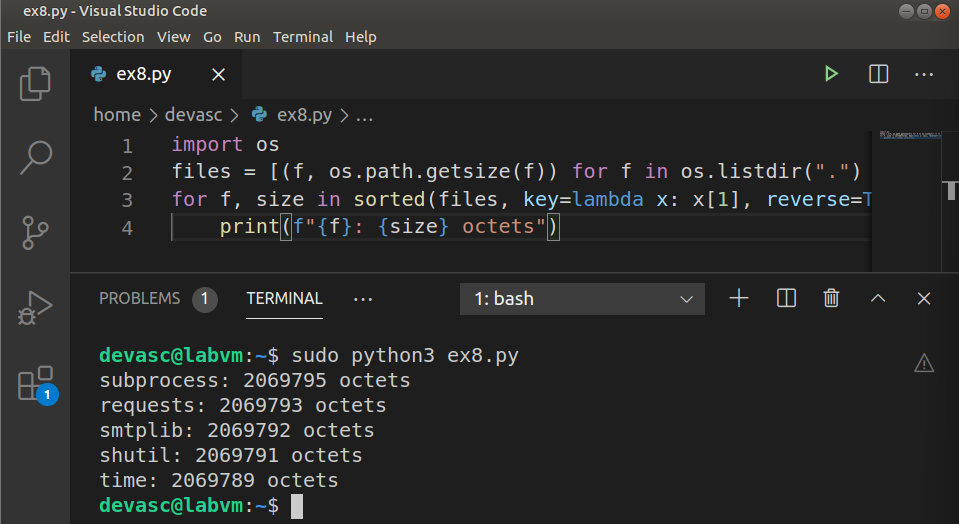 ex8.py - Visual Studio Code
File Edit Selection View Go Run Terminal Help
ex8.py
home > devasc > ex8.py > ...
1 import os
2 files = [(f, os.path.getsize(f)) for f in os.listdir(".")
3 for f, size in sorted(files, key=lambda x: x[1], reverse=T
4     print(f"{f}: {size} octets")
PROBLEMS 1 TERMINAL ... 1: bash
devasc@labvm:~$ sudo python3 ex8.py
subprocess: 2069795 octets
requests: 2069793 octets
smtplib: 2069792 octets
shutil: 2069791 octets
time: 2069789 octets
1
devasc@labvm:~$